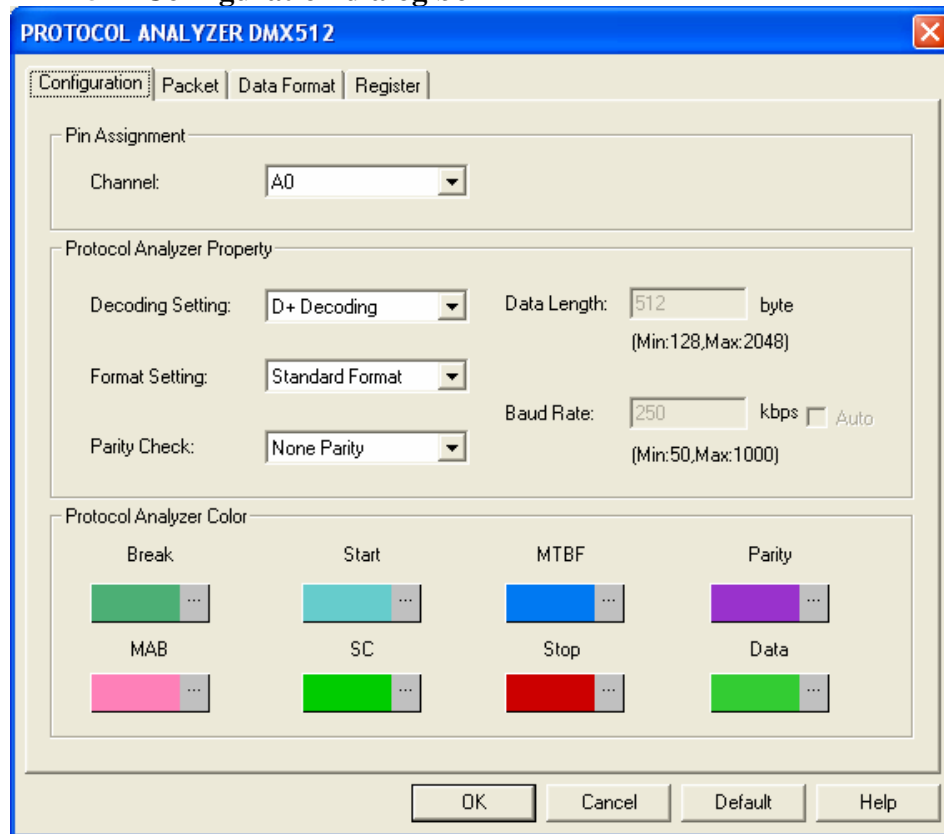 PROTOCOL ANALYZER DMX512
Configuration Packet Data Format Register
Pin Assignment
Channel: A0
Protocol Analyzer Property
Decoding Setting: D+ Decoding Data Length: 512 byte
(Min:128,Max:2048)
Format Setting: Standard Format
Baud Rate: 250 kbps Auto
Parity Check: None Parity
(Min:50,Max:1000)
Protocol Analyzer Color
Break Start MTBF Parity
... ... ... ...
MAB SC Stop Data
... ... ... ...
OK Cancel Default Help